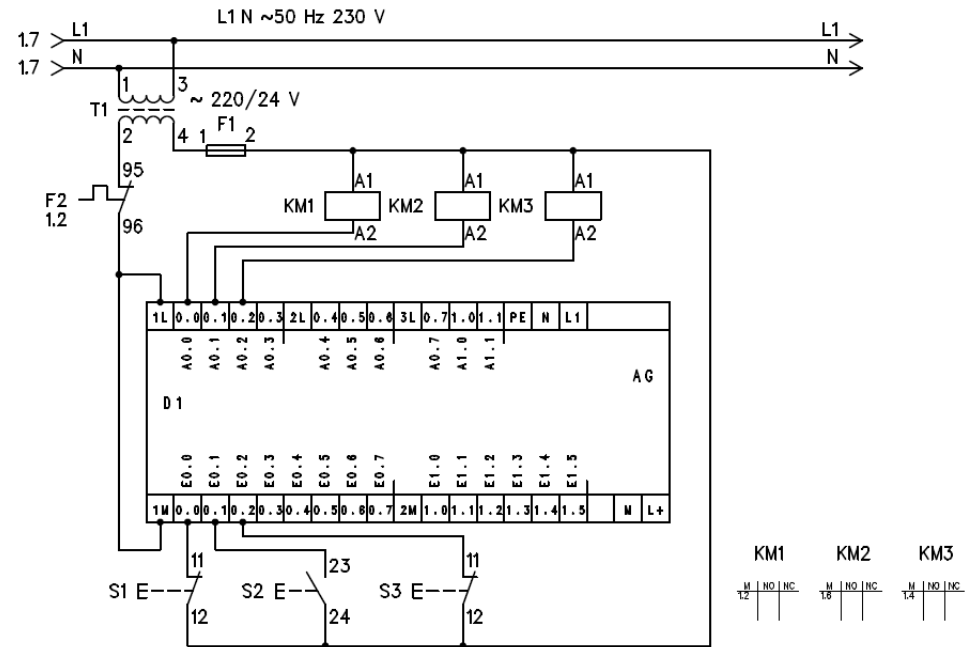 L1 N ~50 Hz 230 V
1.7 L1 L1
1.7 N N
1 3
T1 ~ 220/24 V
2 4 1 F1 2
95
F2
1.2
96
A1 A1 A1
KM1 KM2 KM3
A2 A2 A2
1L 0.0 0.1 0.2 0.3 2L 0.4 0.5 0.6 3L 0.7 1.0 1.1 PE N L1
A0.0 A0.1 A0.2 A0.3 A0.4 A0.5 A0.6 A0.7 A1.0 A1.1
AG
D1
E0.0 E0.1 E0.2 E0.3 E0.4 E0.5 E0.6 E0.7 E1.0 E1.1 E1.2 E1.3 E1.4 E1.5
1M 0.0 0.1 0.2 0.3 0.4 0.5 0.6 0.7 2M 1.0 1.1 1.2 1.3 1.4 1.5 M L+
11 23 11
S1 E S2 E S3 E
12 24 12
KM1 KM2 KM3
M NO NC M NO NC M NO NC
1.2 1.6 1.4